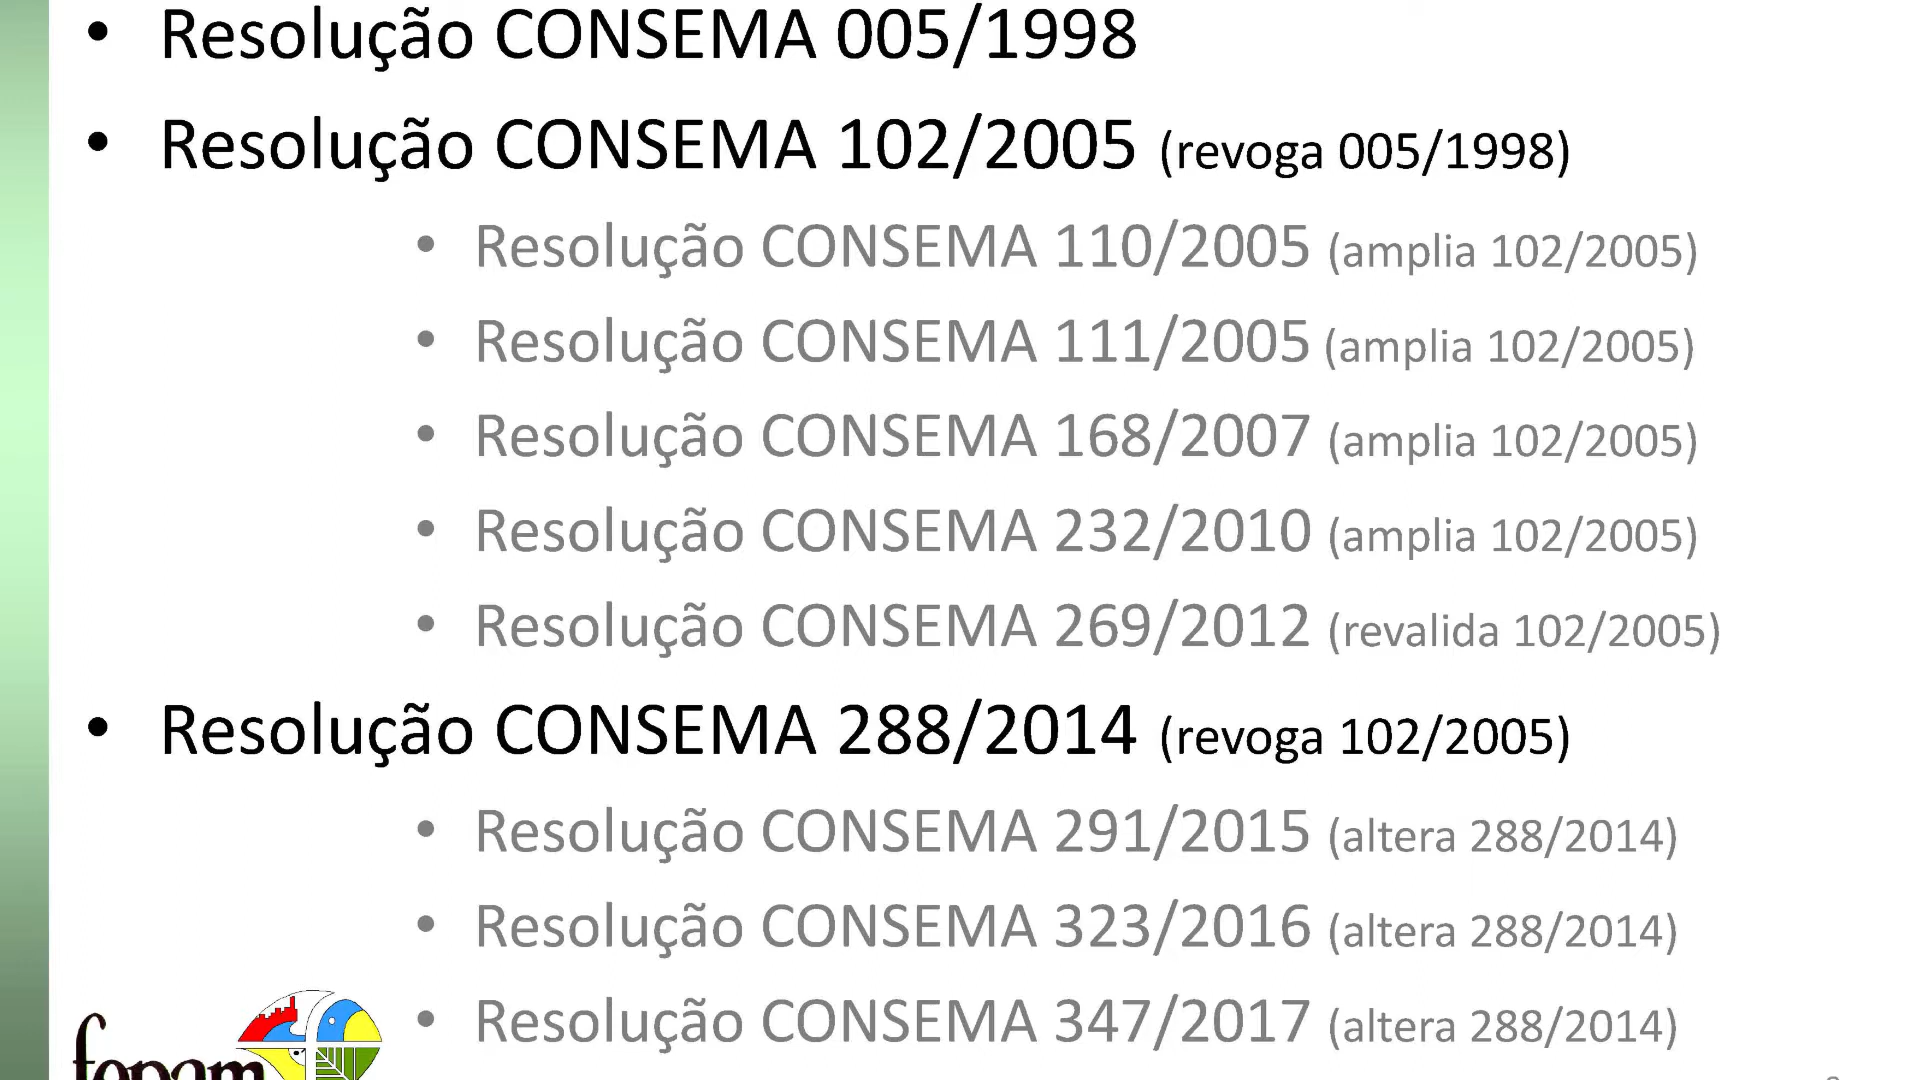 • Resolução CONSEMA 005/1998
• Resolução CONSEMA 102/2005 (revoga 005/1998)
• Resolução CONSEMA 110/2005 (amplia 102/2005)
• Resolução CONSEMA 111/2005 (amplia 102/2005)
• Resolução CONSEMA 168/2007 (amplia 102/2005)
• Resolução CONSEMA 232/2010 (amplia 102/2005)
• Resolução CONSEMA 269/2012 (revalida 102/2005)
• Resolução CONSEMA 288/2014 (revoga 102/2005)
• Resolução CONSEMA 291/2015 (altera 288/2014)
• Resolução CONSEMA 323/2016 (altera 288/2014)
• Resolução CONSEMA 347/2017 (altera 288/2014)
fepam